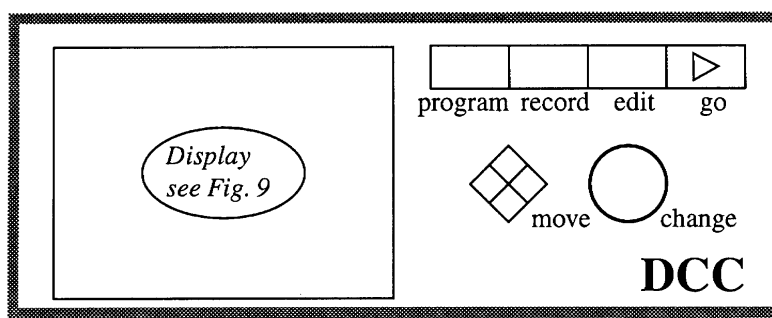 Display
see Fig. 9
program record edit go
move change
DCC